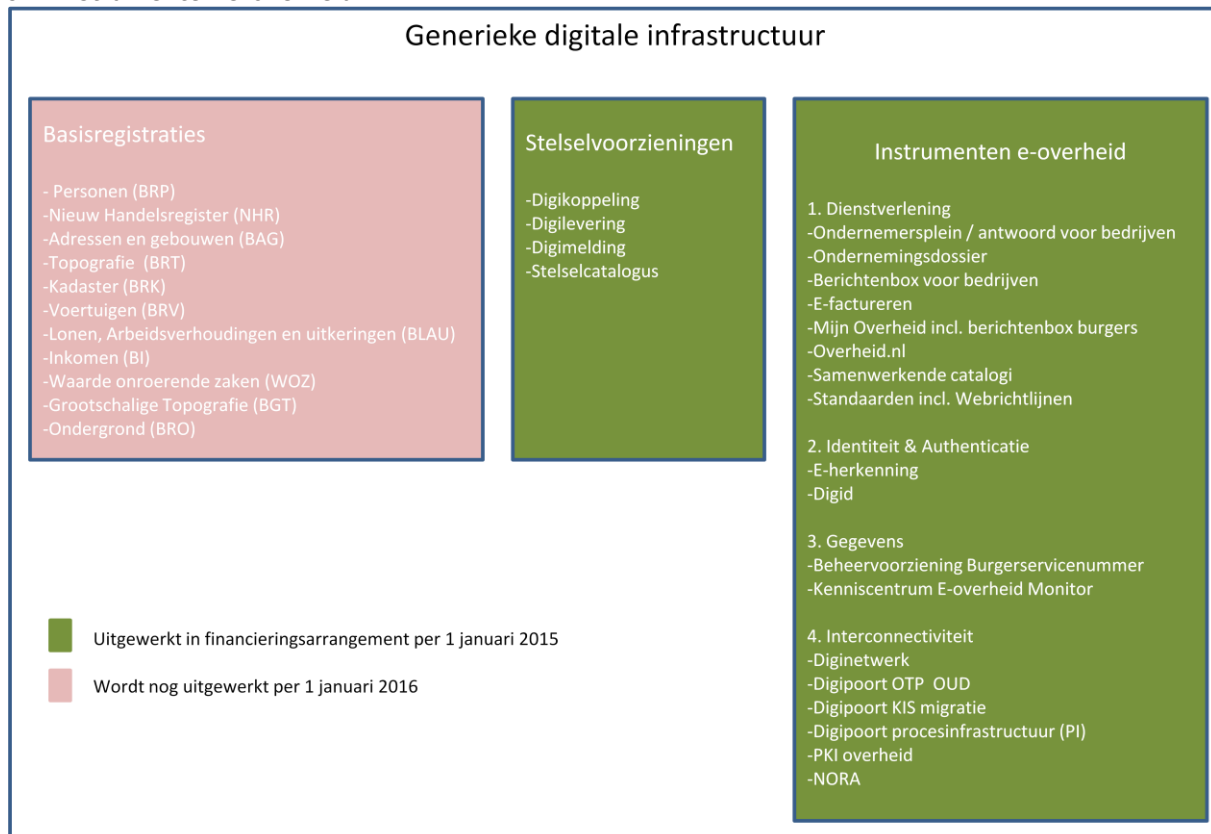 Generieke digitale infrastructuur
Basisregistraties
- Personen (BRP)
-Nieuw Handelsregister (NHR)
-Adressen en gebouwen (BAG)
-Topografie (BRT)
-Kadaster (BRK)
-Voertuigen (BRV)
-Lonen, Arbeidsverhoudingen en uitkeringen (BLAU)
-Inkomen (BI)
-Waarde onroerende zaken (WOZ)
-Grootschalige Topografie (BGT)
-Ondergrond (BRO)
Stelselvoorzieningen
-Digikoppeling
-Digilevering
-Digimelding
-Stelselcatalogus
Instrumenten e-overheid
1. Dienstverlening
-Ondernemersplein / antwoord voor bedrijven
-Ondernemingsdossier
-Berichtenbox voor bedrijven
-E-factureren
-Mijn Overheid incl. berichtenbox burgers
-Overheid.nl
-Samenwerkende catalogi
-Standaarden incl. Webrichtlijnen
2. Identiteit & Authenticatie
-E-herkenning
-Digid
3. Gegevens
-Beheervoorziening Burgerservicenummer
-Kenniscentrum E-overheid Monitor
4. Interconnectiviteit
-Diginetwerk
-Digipoort OTP OUD
-Digipoort KIS migratie
-Digipoort procesinfrastructuur (PI)
-PKI overheid
-NORA
Uitgewerkt in financieringsarrangement per 1 januari 2015
Wordt nog uitgewerkt per 1 januari 2016